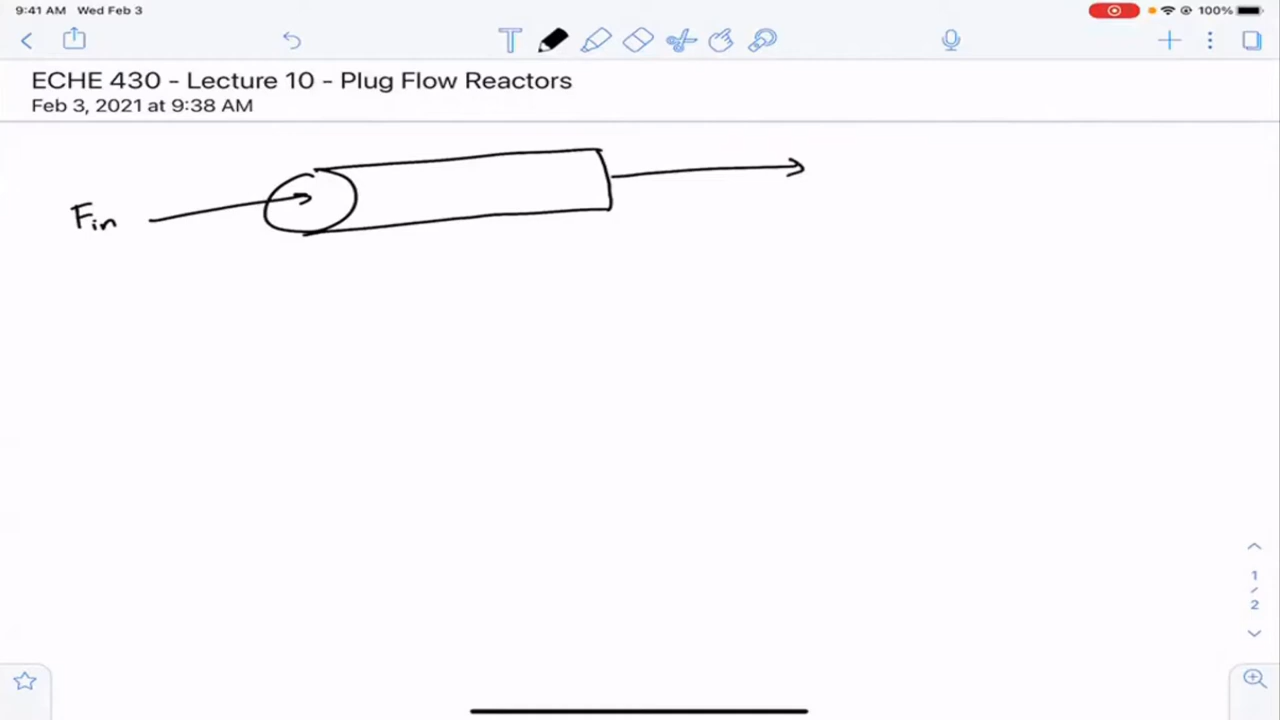 9:41 AM Wed Feb 3
100%
T
ECHE 430 - Lecture 10 - Plug Flow Reactors
Feb 3, 2021 at 9:38 AM
Fin
1
/
2